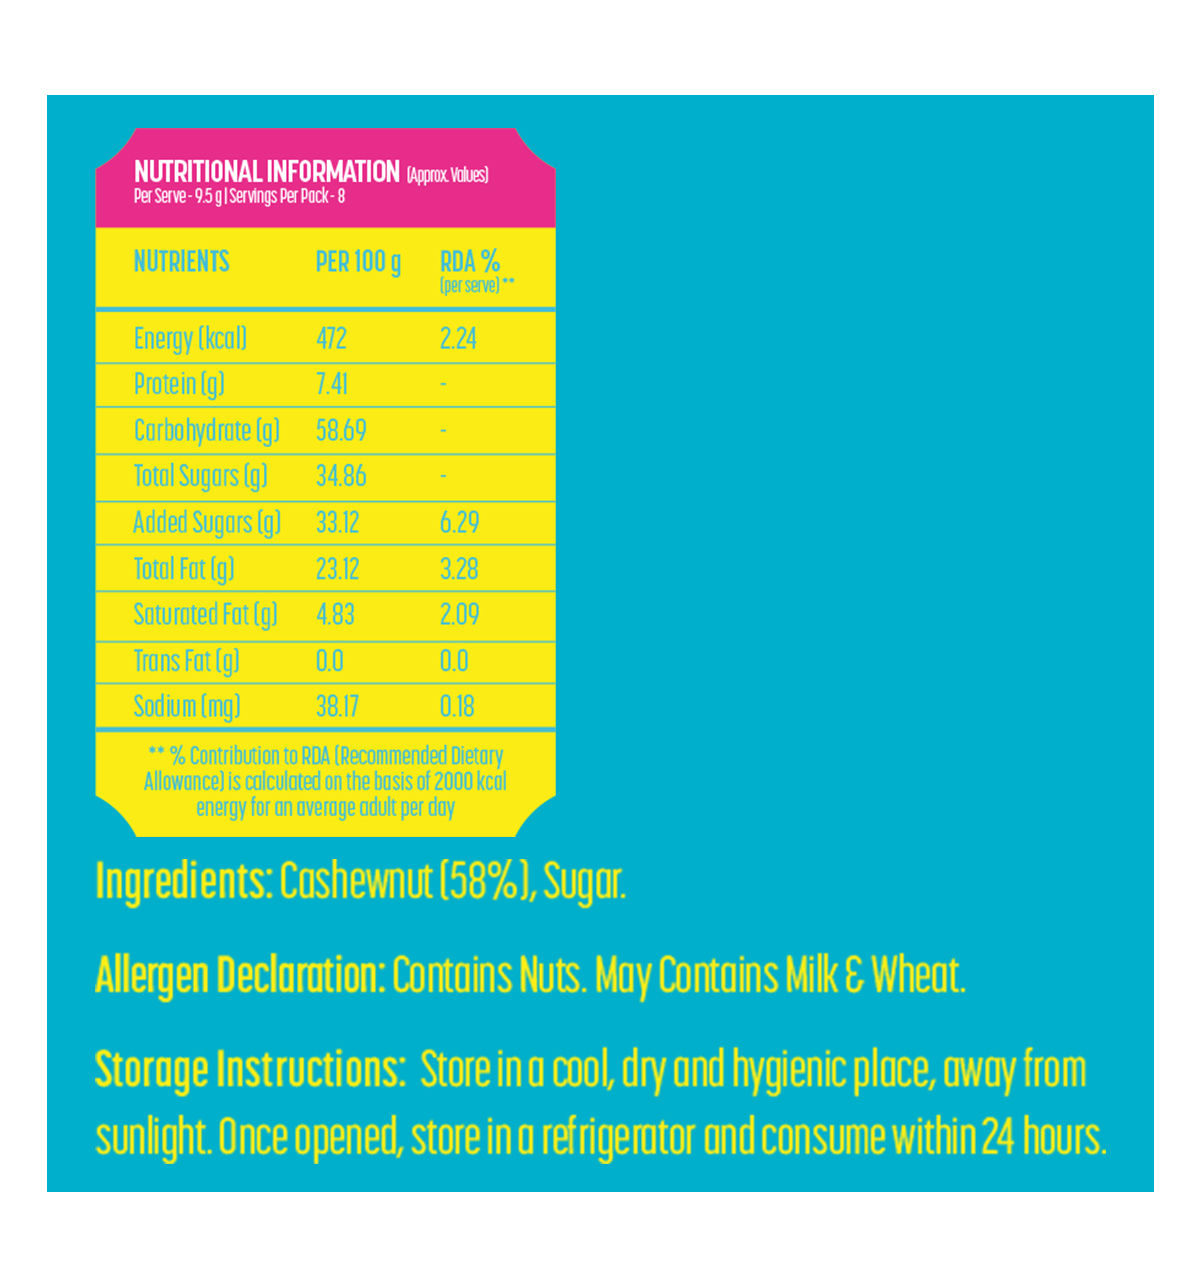 NUTRITIONAL INFORMATION (Approx. Values)
Per Serve - 9.5 g | Servings Per Pack - 8
NUTRIENTS PER 100 g RDA %
(per serve) **
Energy (kcal) 472 2.24
Protein (g) 7.41 -
Carbohydrate (g) 58.69 -
Total Sugars (g) 34.86 -
Added Sugars (g) 33.12 6.29
Total Fat (g) 23.12 3.28
Saturated Fat (g) 4.83 2.09
Trans Fat (g) 0.0 0.0
Sodium (mg) 38.17 0.18
** % Contribution to RDA (Recommended Dietary
Allowance) is calculated on the basis of 2000 kcal
energy for an average adult per day
Ingredients: Cashewnut (58%), Sugar.
Allergen Declaration: Contains Nuts. May Contains Milk & Wheat.
Storage Instructions: Store in a cool, dry and hygienic place, away from
sunlight. Once opened, store in a refrigerator and consume within 24 hours.